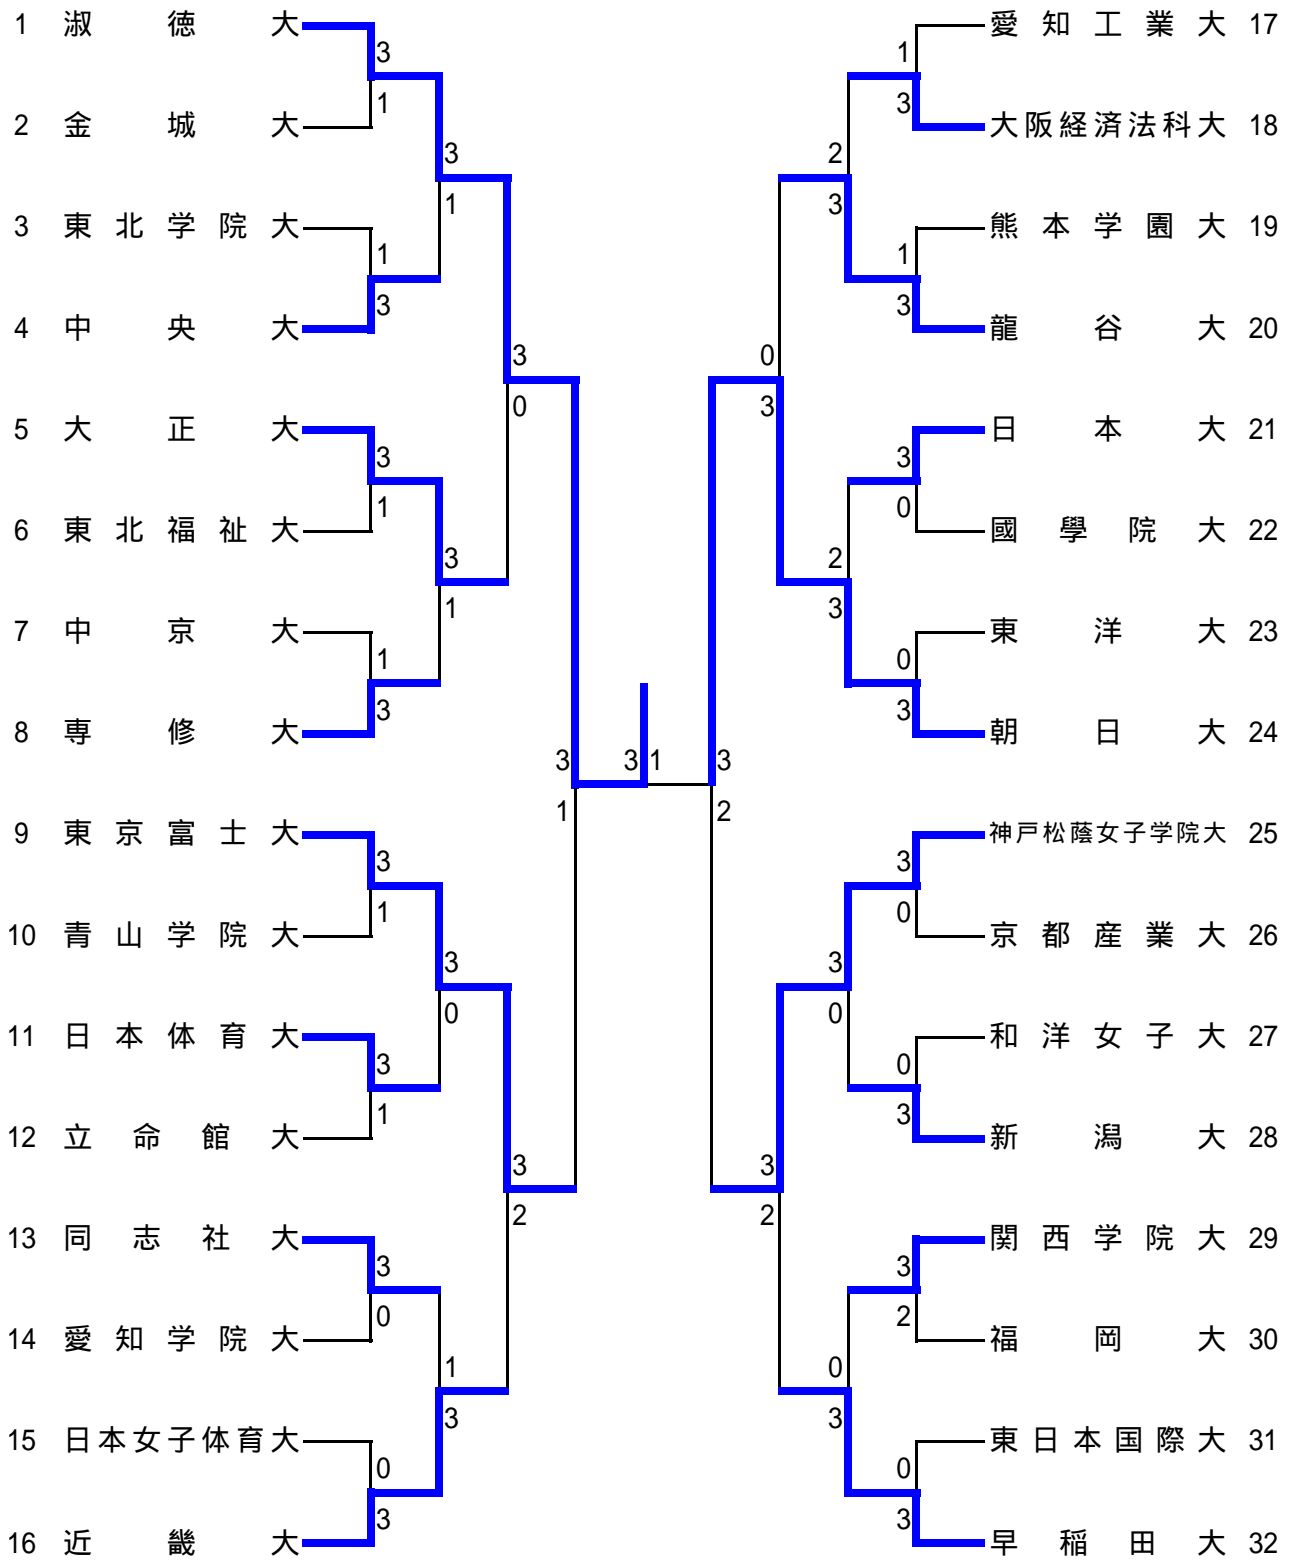 1 淑徳大 愛知工業大 17
3 1
1 3
2 金城大 大阪経済法科大 18
3 2
1 3
3 東北学院大 熊本学園大 19
1 1
3 3
4 中央大 龍谷大 20
3 0
0 3
5 大正大 日本大 21
3 3
1 0
6 東北福祉大 國學院大 22
3 2
1 3
7 中京大 東洋大 23
1 0
3 3
8 専修大 朝日大 24
3 3 1 3
1 2
9 東京富士大 神戸松蔭女子学院大 25
3 3
1 0
10 青山学院大 京都産業大 26
3 3
0 0
11 日本体育大 和洋女子大 27
3 0
1 3
12 立命館大 新潟大 28
3 3
2 2
13 同志社大 関西学院大 29
3 3
0 2
14 愛知学院大 福岡大 30
1 0
3 3
15 日本女子体育大 東日本国際大 31
0 0
3 3
16 近畿大 早稲田大 32